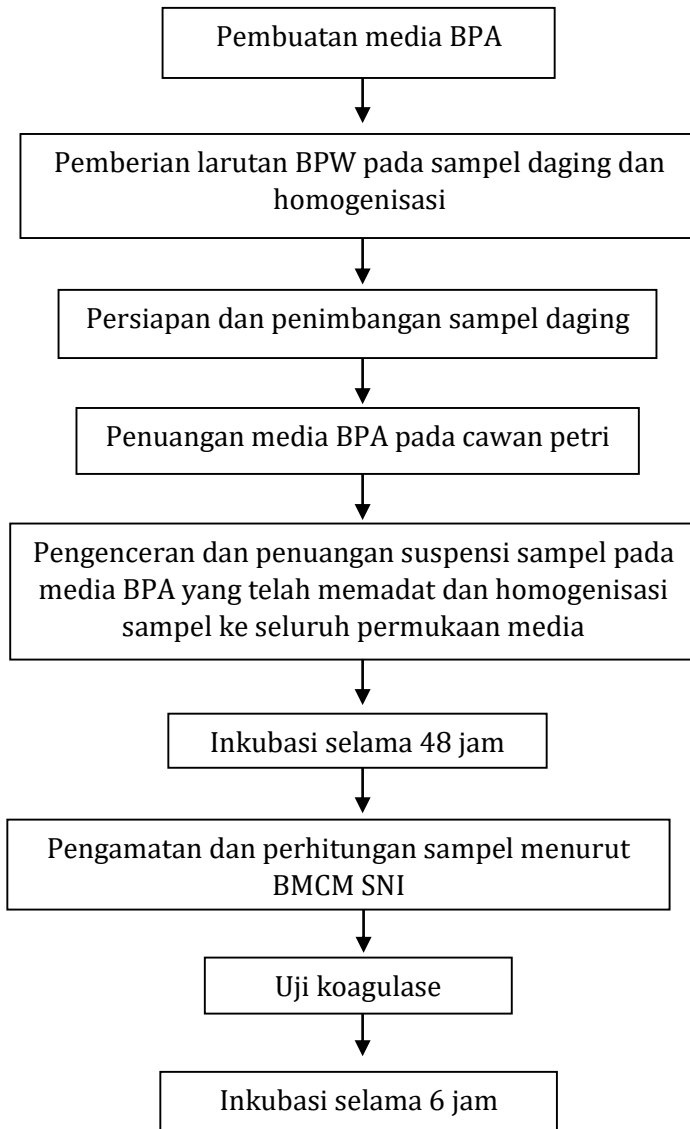 Pembuatan media BPA
Pemberian larutan BPW pada sampel daging dan
homogenisasi
Persiapan dan penimbangan sampel daging
Penuangan media BPA pada cawan petri
Pengenceran dan penuangan suspensi sampel pada
media BPA yang telah memadat dan homogenisasi
sampel ke seluruh permukaan media
Inkubasi selama 48 jam
Pengamatan dan perhitungan sampel menurut
BMCM SNI
Uji koagulase
Inkubasi selama 6 jam